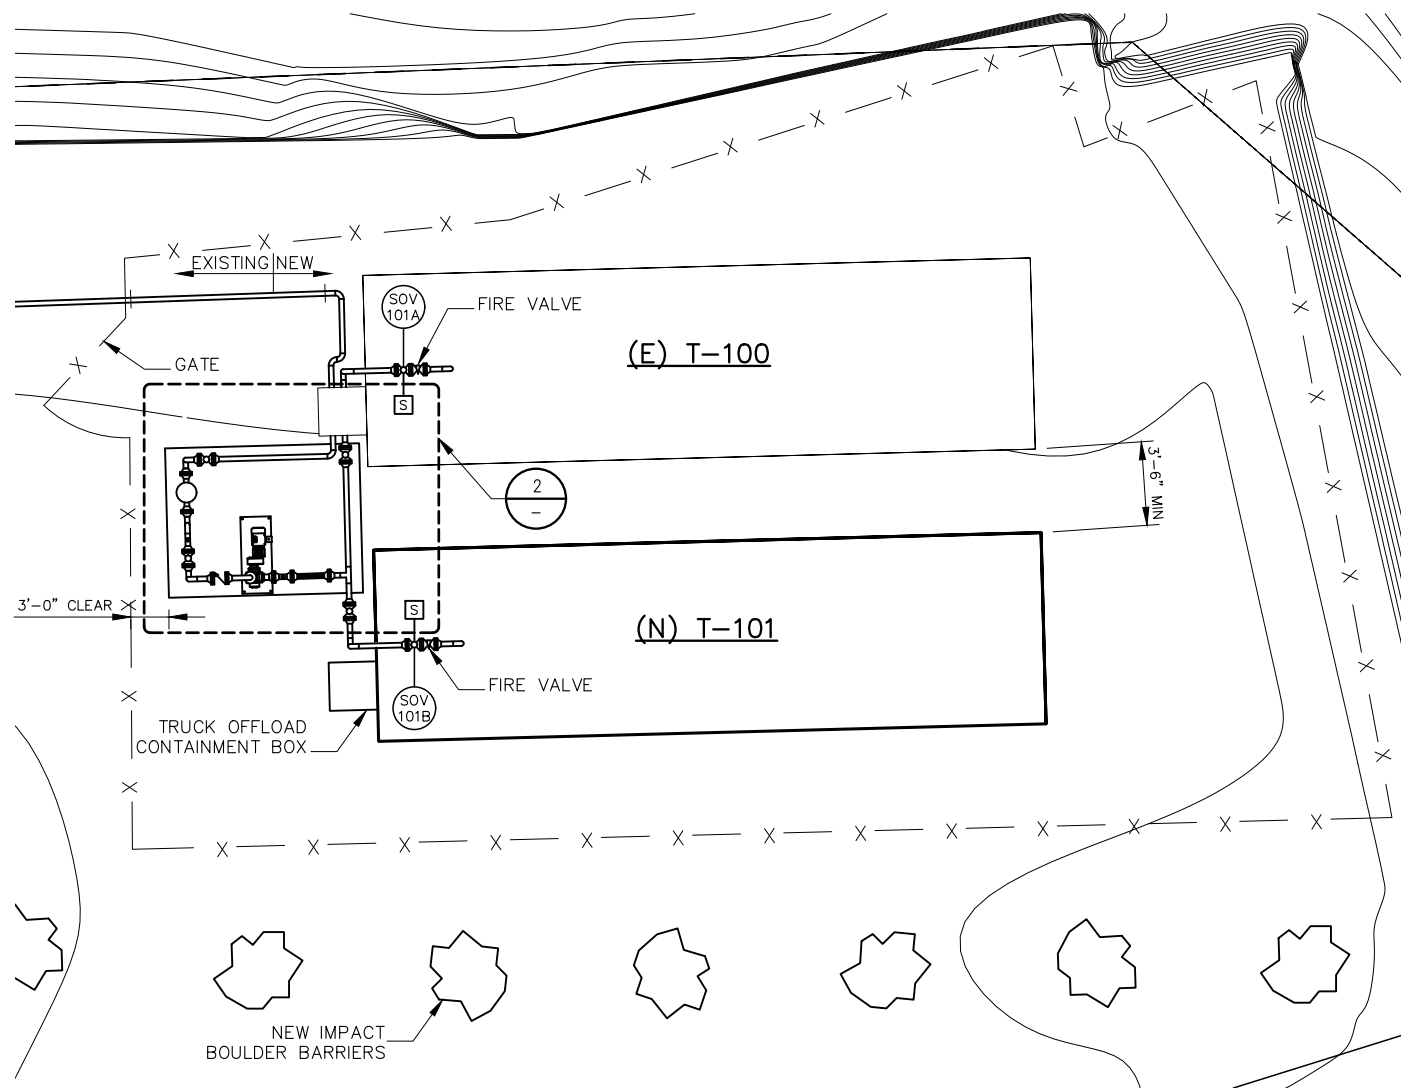 EXISTING NEW
SOV
101A
FIRE VALVE
(E) T-100
GATE
S
2
-
3'-6" MIN
3'-0" CLEAR
S
(N) T-101
FIRE VALVE
SOV
101B
TRUCK OFFLOAD
CONTAINMENT BOX
NEW IMPACT
BOULDER BARRIERS